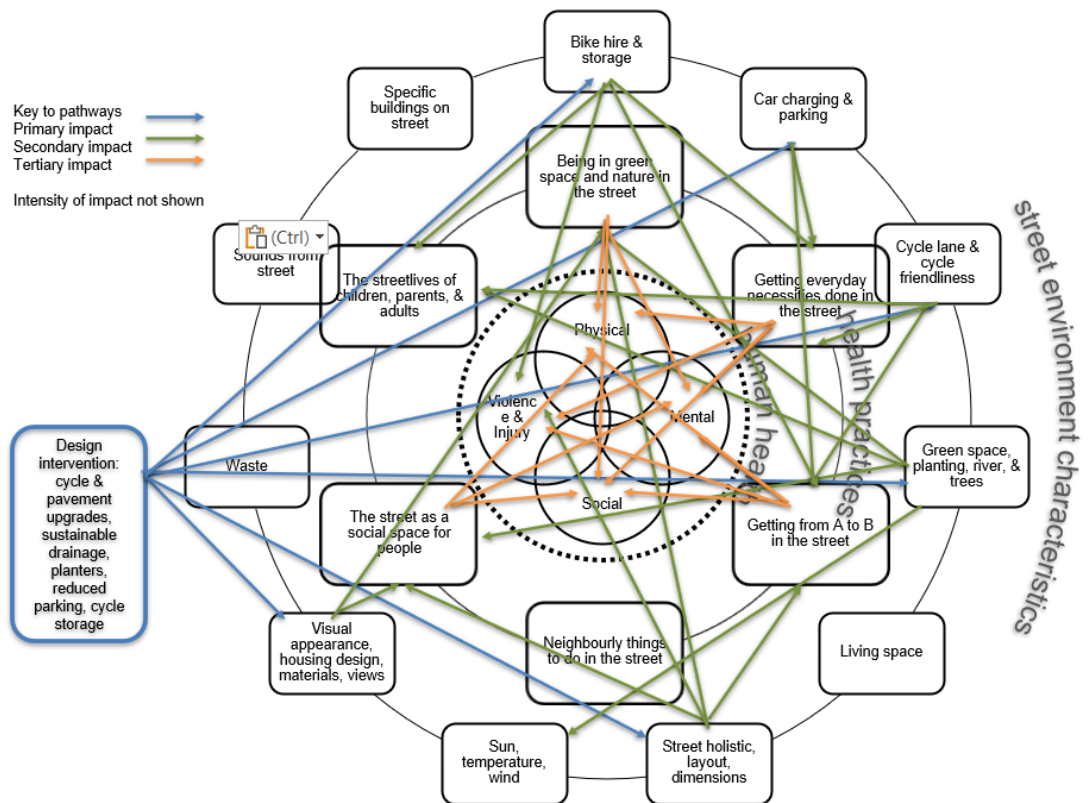 Bike hire &
storage
Specific
buildings on
street
Car charging &
parking
Key to pathways
Primary impact
Secondary impact
Tertiary impact
Intensity of impact not shown
Being in green
space and nature in
the street
(Ctrl)
Sounds from
street
The streetlives of
children, parents, &
adults
Getting everyday
necessities done in
the street
Cycle lane &
cycle
friendliness
street environment characteristics
health practices
human health
Physical
Violenc
e &
Injury
Mental
Social
Design
intervention:
cycle &
pavement
upgrades,
sustainable
drainage,
planters,
reduced
parking, cycle
storage
Waste
Green space,
planting, river, &
trees
The street as a
social space for
people
Getting from A to B
in the street
Visual
appearance,
housing design,
materials, views
Neighbourly things
to do in the street
Living space
Sun,
temperature,
wind
Street holistic,
layout,
dimensions